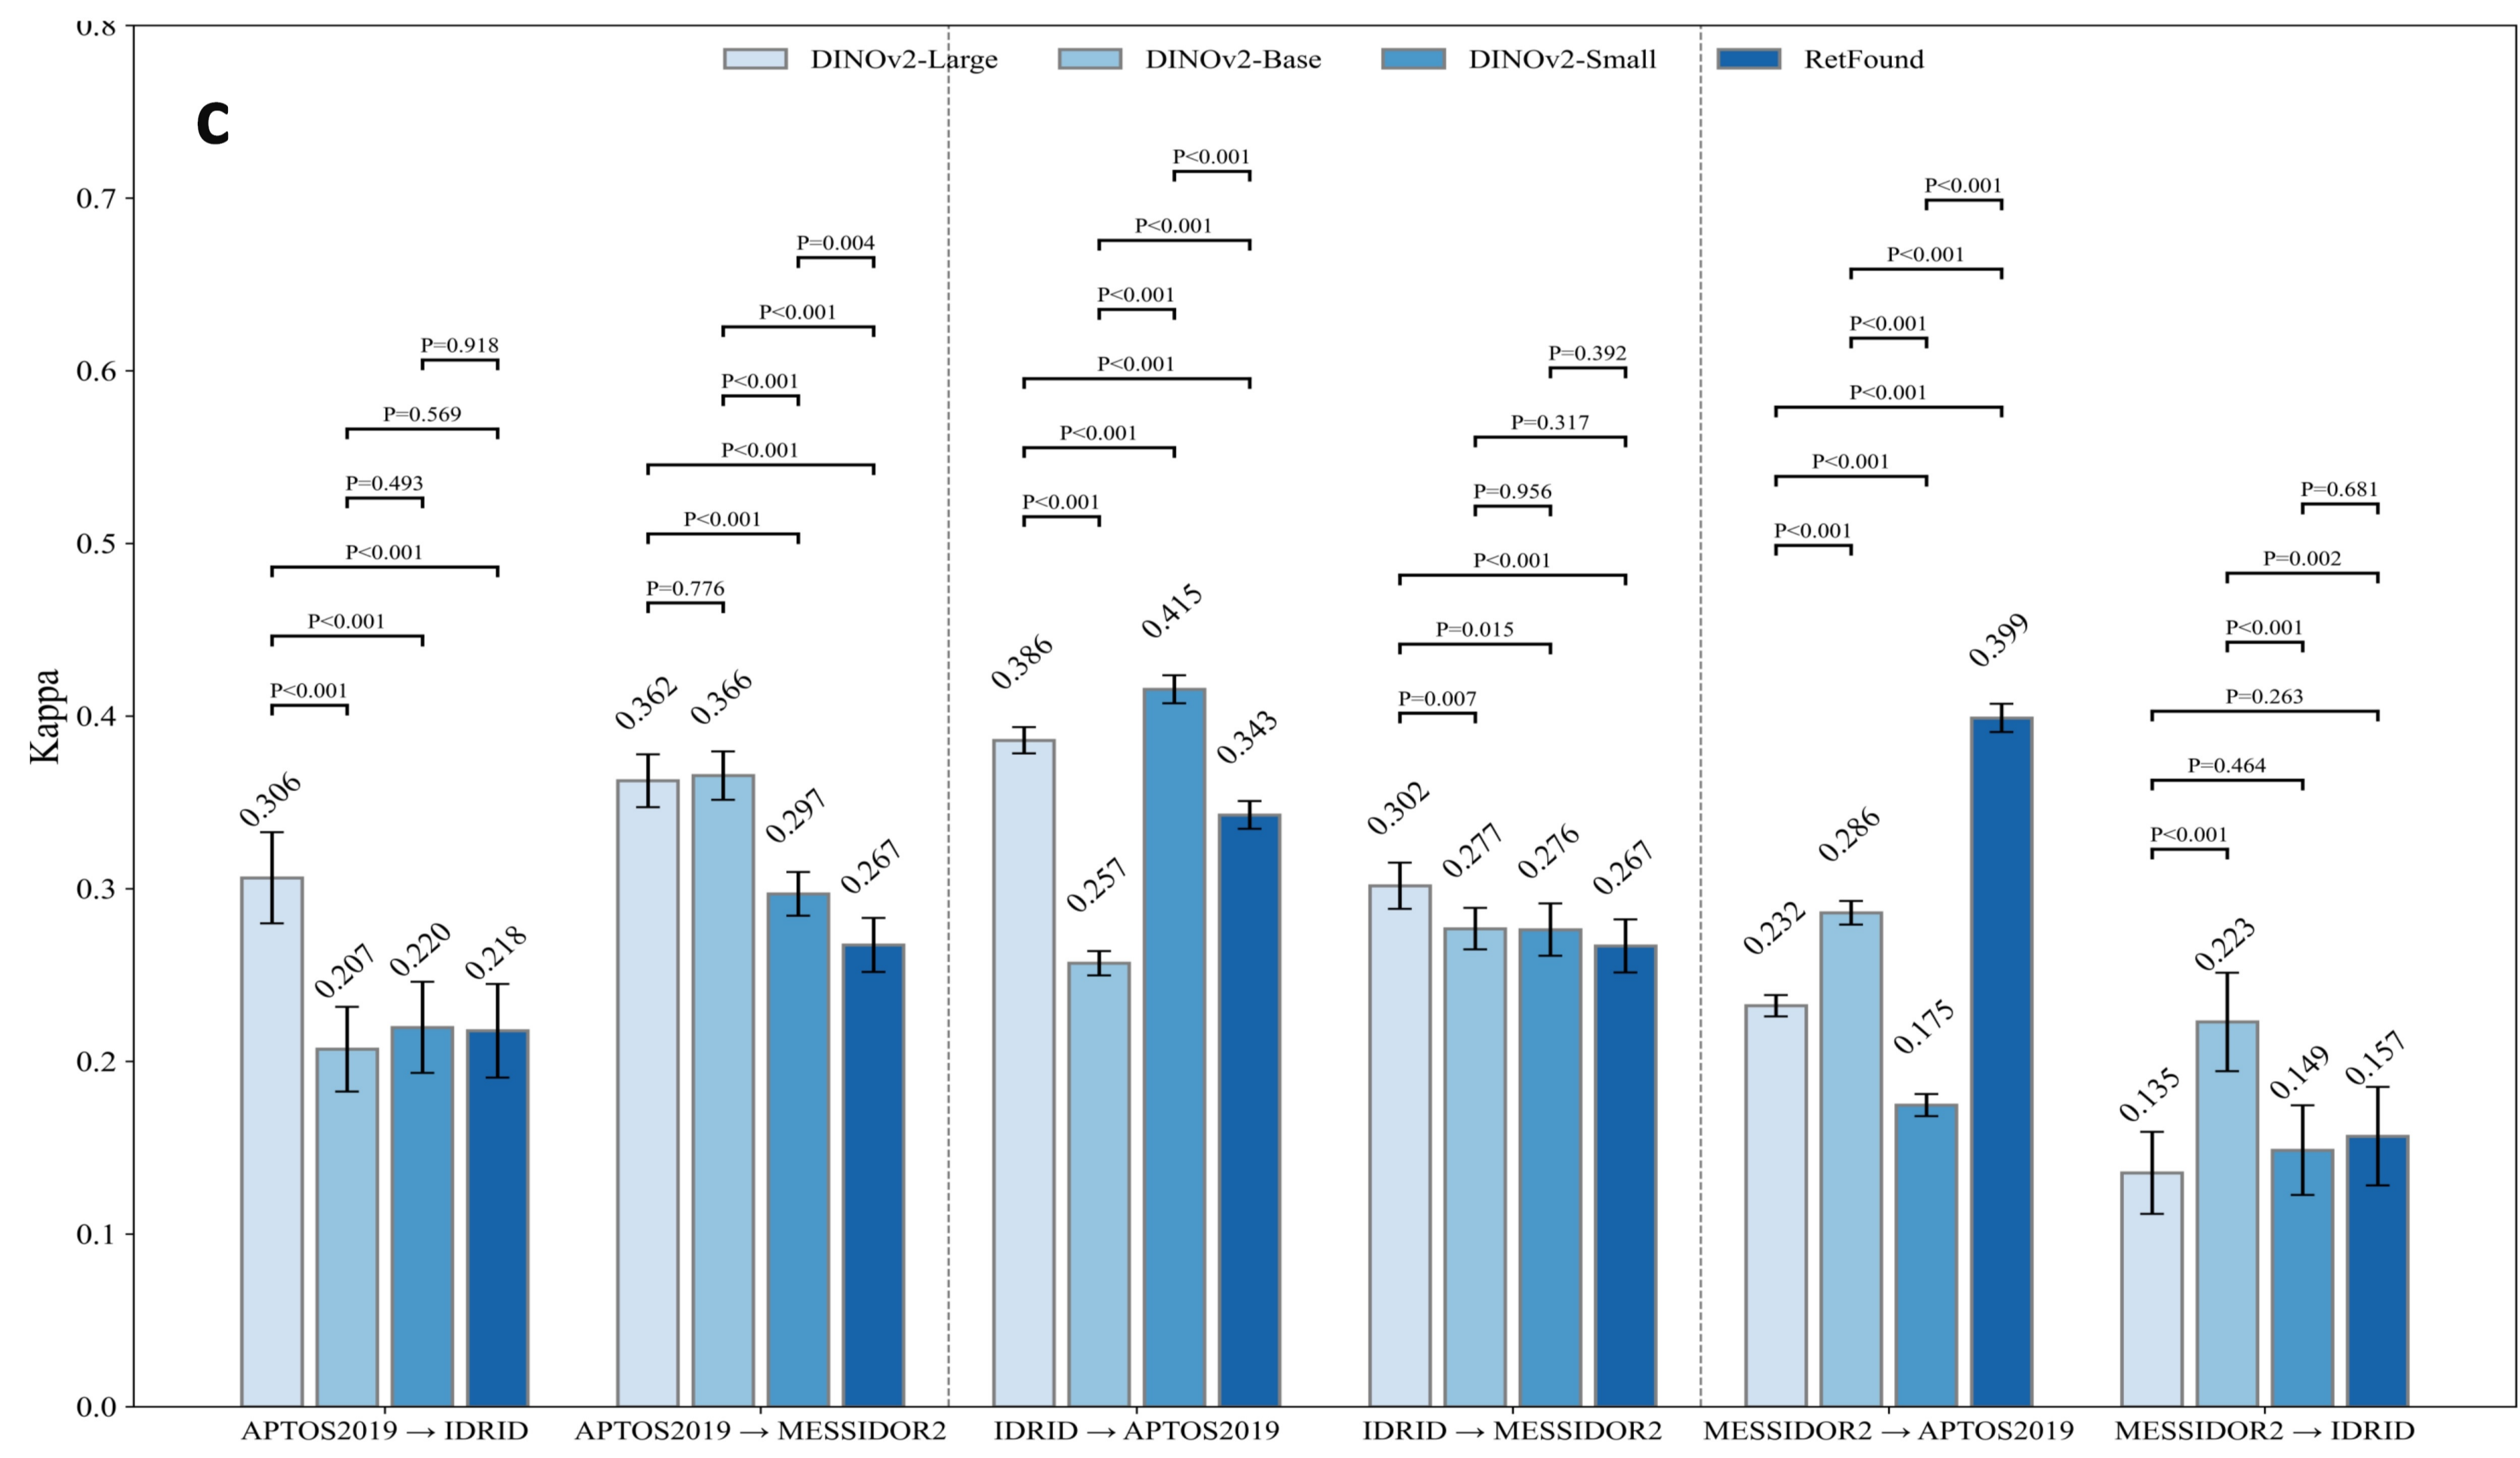 0.8
DINOv2-Large DINOv2-Base DINOv2-Small RetFound
c
0.7
0.6
0.5
0.4
0.3
0.2
0.1
0.0
Kappa
P=0.918
P=0.569
P=0.493
P<0.001
P<0.001
P<0.001
0.306
0.207
0.220
0.218
P=0.004
P<0.001
P<0.001
P<0.001
P<0.001
P=0.776
0.362
0.366
0.297
0.267
P<0.001
P<0.001
P<0.001
P<0.001
P<0.001
P<0.001
0.386
0.257
0.415
0.343
P=0.392
P=0.317
P=0.956
P<0.001
P=0.015
P=0.007
0.302
0.277
0.276
0.267
P<0.001
P<0.001
P<0.001
P<0.001
P<0.001
P<0.001
0.232
0.286
0.175
0.399
P=0.681
P=0.002
P<0.001
P=0.263
P=0.464
P<0.001
0.135
0.223
0.149
0.157
APTOS2019 → IDRID
APTOS2019 → MESSIDOR2
IDRID → APTOS2019
IDRID → MESSIDOR2
MESSIDOR2 → APTOS2019
MESSIDOR2 → IDRID